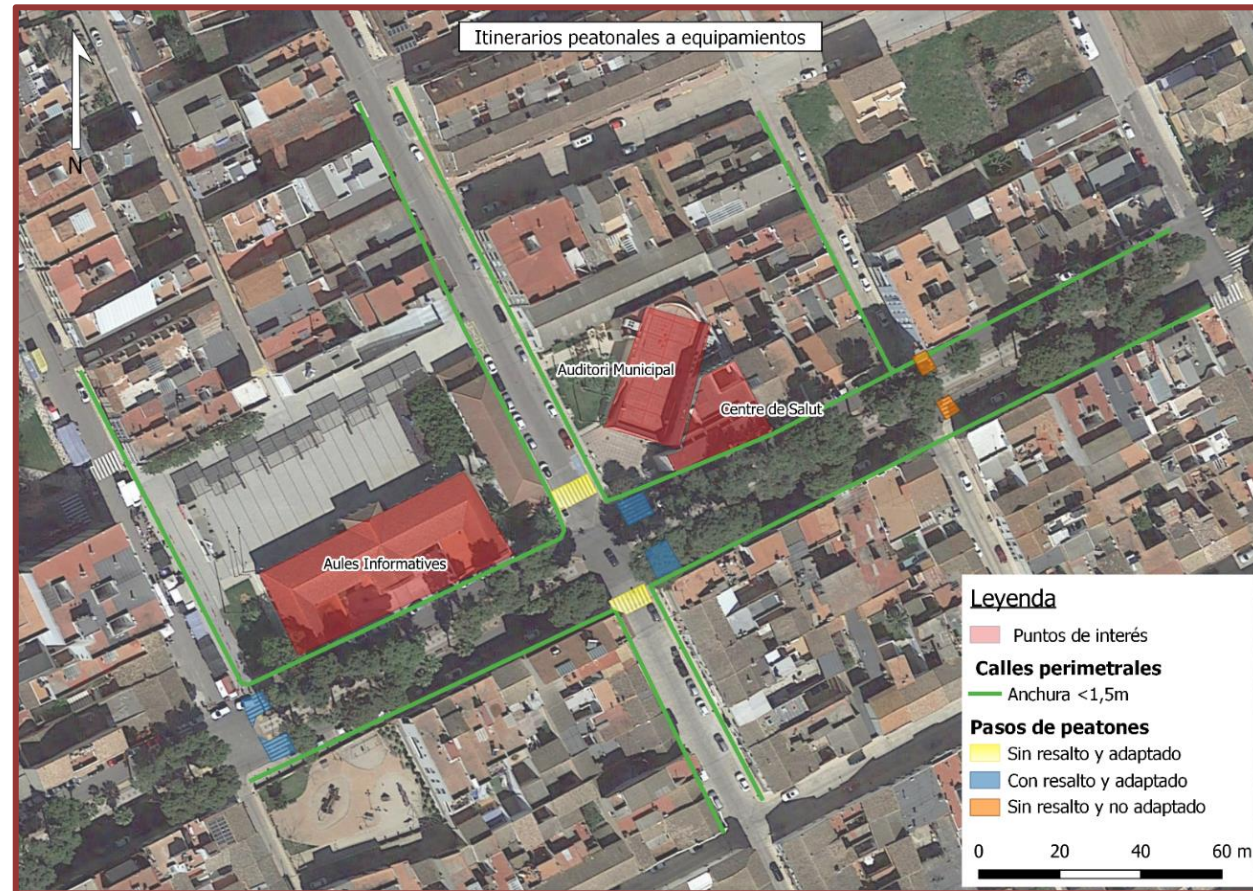 Itinerarios peatonales a equipamientos
N
Auditori Municipal
Centre de Salut
Aules Informatives
Leyenda
Puntos de interés
Calles perimetrales
Anchura <1,5m
Pasos de peatones
Sin resalto y adaptado
Con resalto y adaptado
Sin resalto y no adaptado
0 20 40 60 m